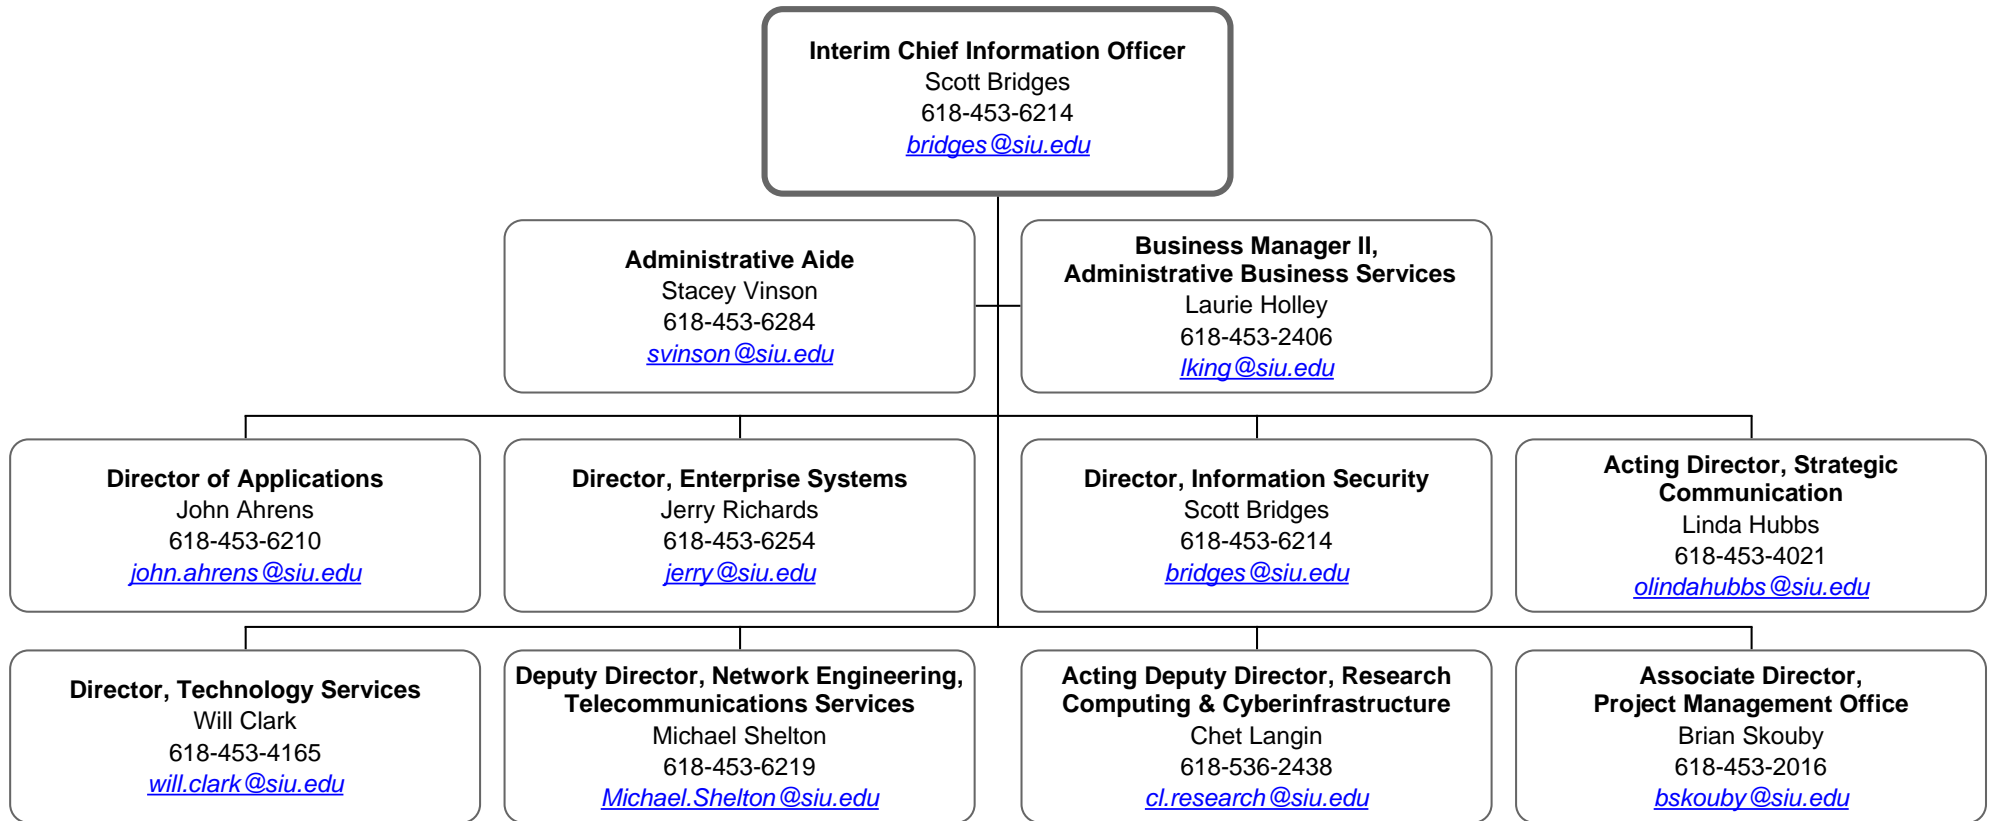 Interim Chief Information Officer
Scott Bridges
618-453-6214
bridges@siu.edu
Administrative Aide
Stacey Vinson
618-453-6284
svinson@siu.edu
Business Manager II,
Administrative Business Services
Laurie Holley
618-453-2406
lking@siu.edu
Director of Applications
John Ahrens
618-453-6210
john.ahrens@siu.edu
Director, Enterprise Systems
Jerry Richards
618-453-6254
jerry@siu.edu
Director, Information Security
Scott Bridges
618-453-6214
bridges@siu.edu
Acting Director, Strategic
Communication
Linda Hubbs
618-453-4021
olindahubbs@siu.edu
Director, Technology Services
Will Clark
618-453-4165
will.clark@siu.edu
Deputy Director, Network Engineering,
Telecommunications Services
Michael Shelton
618-453-6219
Michael.Shelton@siu.edu
Acting Deputy Director, Research
Computing & Cyberinfrastructure
Chet Langin
618-536-2438
cl.research@siu.edu
Associate Director,
Project Management Office
Brian Skouby
618-453-2016
bskouby@siu.edu